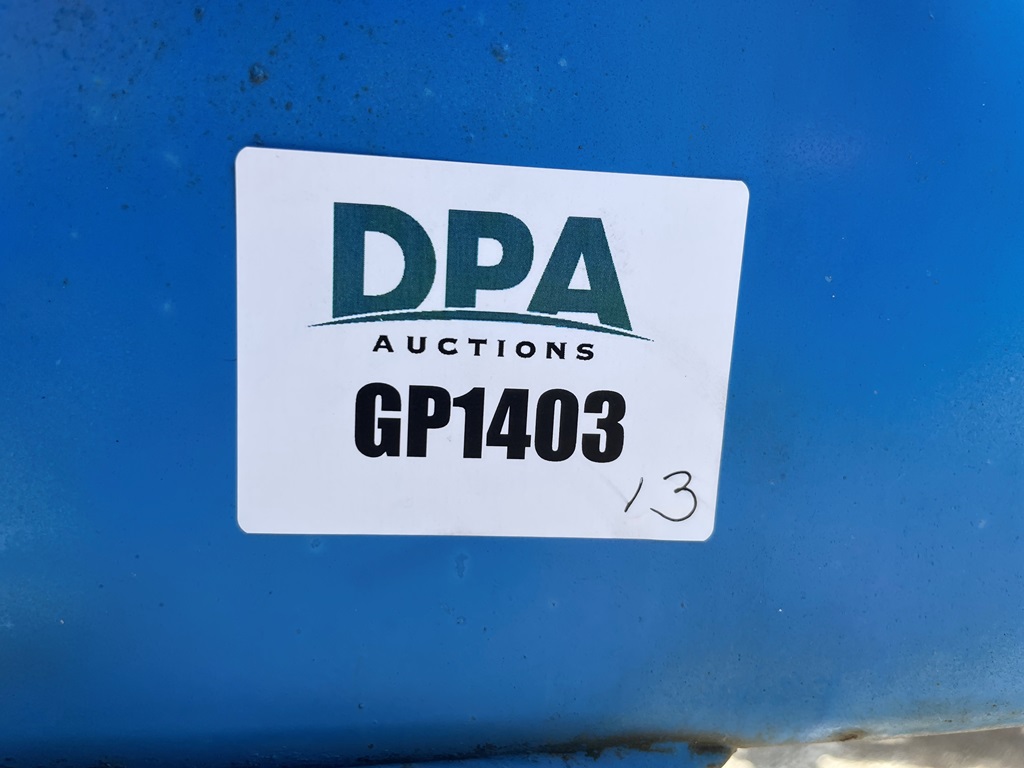 DPA
AUCTIONS
GP1403
13